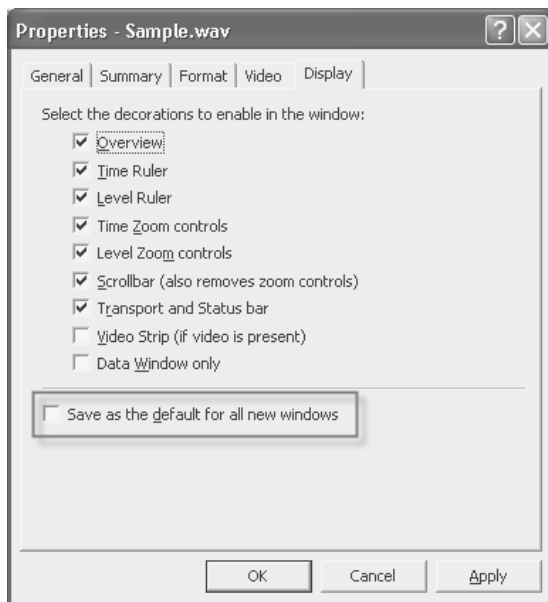 Properties - Sample.wav
General Summary Format Video Display
Select the decorations to enable in the window:
Overview
Time Ruler
Level Ruler
Time Zoom controls
Level Zoom controls
Scrollbar (also removes zoom controls)
Transport and Status bar
Video Strip (if video is present)
Data Window only
Save as the default for all new windows
OK Cancel Apply